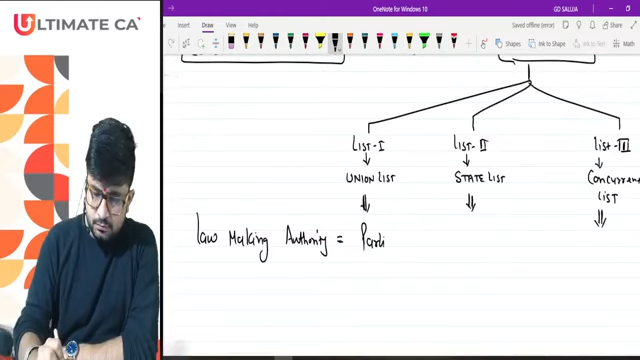 ULTIMATE CA
OneNote for Windows 10
GD SALUJA
File Home Insert Draw View Help
Saved offline (error)
Shapes Ink to Shape Ink to Text Math
LIST-I LIST-II LIST-III
UNION LIST STATE LIST Concurrent
LIST
Law Making Authority = Parli